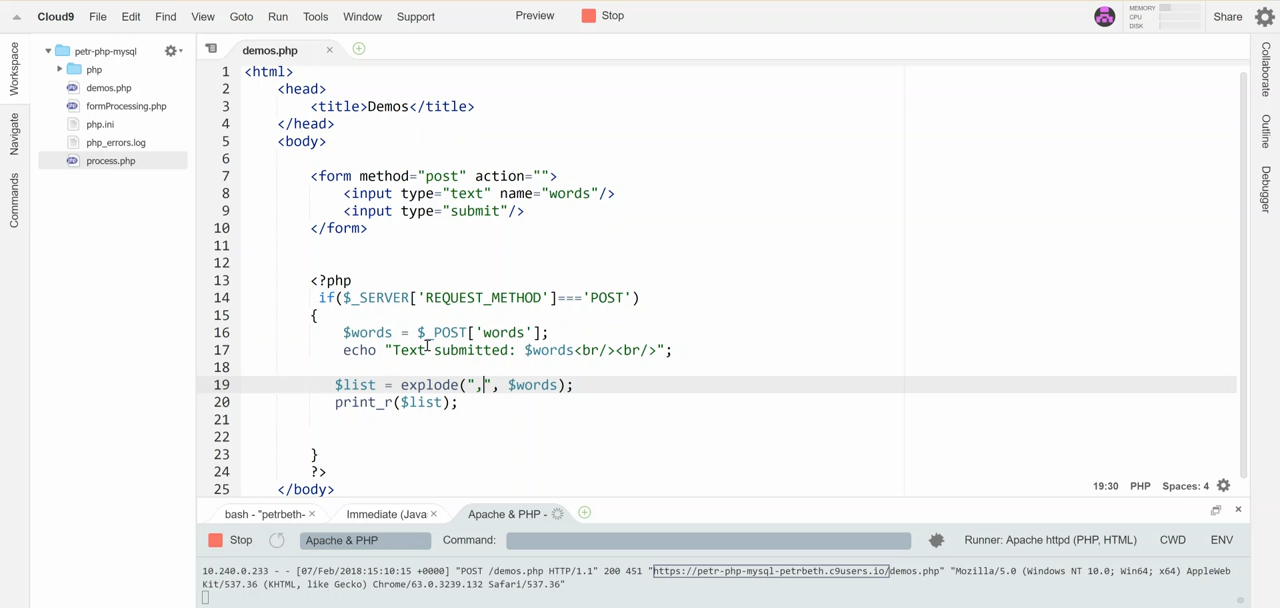 Cloud9 File Edit Find View Goto Run Tools Window Support Preview Stop MEMORY CPU DISK Share
Workspace
Navigate
Commands
petr-php-mysql
php
demos.php
formProcessing.php
php.ini
php_errors.log
process.php
demos.php
1 <html>
2 <head>
3 <title>Demos</title>
4 </head>
5 <body>
6
7 <form method="post" action="">
8 <input type="text" name="words"/>
9 <input type="submit"/>
10 </form>
11
12
13 <?php
14 if($_SERVER['REQUEST_METHOD']==='POST')
15 {
16 $words = $_POST['words'];
17 echo "Text submitted: $words<br/><br/>";
18
19 $list = explode(",", $words);
20 print_r($list);
21
22
23 }
24 ?>
25 </body>
19:30 PHP Spaces: 4
Collaborate
Outline
Debugger
bash - "petrbeth- Immediate (Java Apache & PHP -
Stop Apache & PHP Command: Runner: Apache httpd (PHP, HTML) CWD ENV
10.240.0.233 - - [07/Feb/2018:15:10:15 +0000] "POST /demos.php HTTP/1.1" 200 451 "https://petr-php-mysql-petrbeth.c9users.io/demos.php" "Mozilla/5.0 (Windows NT 10.0; Win64; x64) AppleWeb
Kit/537.36 (KHTML, like Gecko) Chrome/63.0.3239.132 Safari/537.36"